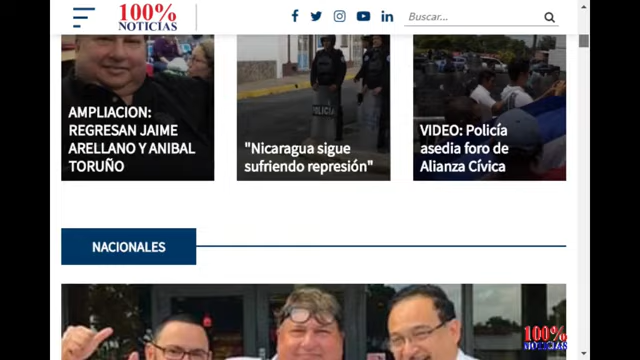 100%
NOTICIAS
Buscar...
AMPLIACION:
REGRESAN JAIME
ARELLANO Y ANIBAL
TORUÑO
POLICÍA
"Nicaragua sigue
sufriendo represión"
VIDEO: Policía
asedia foro de
Alianza Cívica
NACIONALES
100%
NOTICIAS